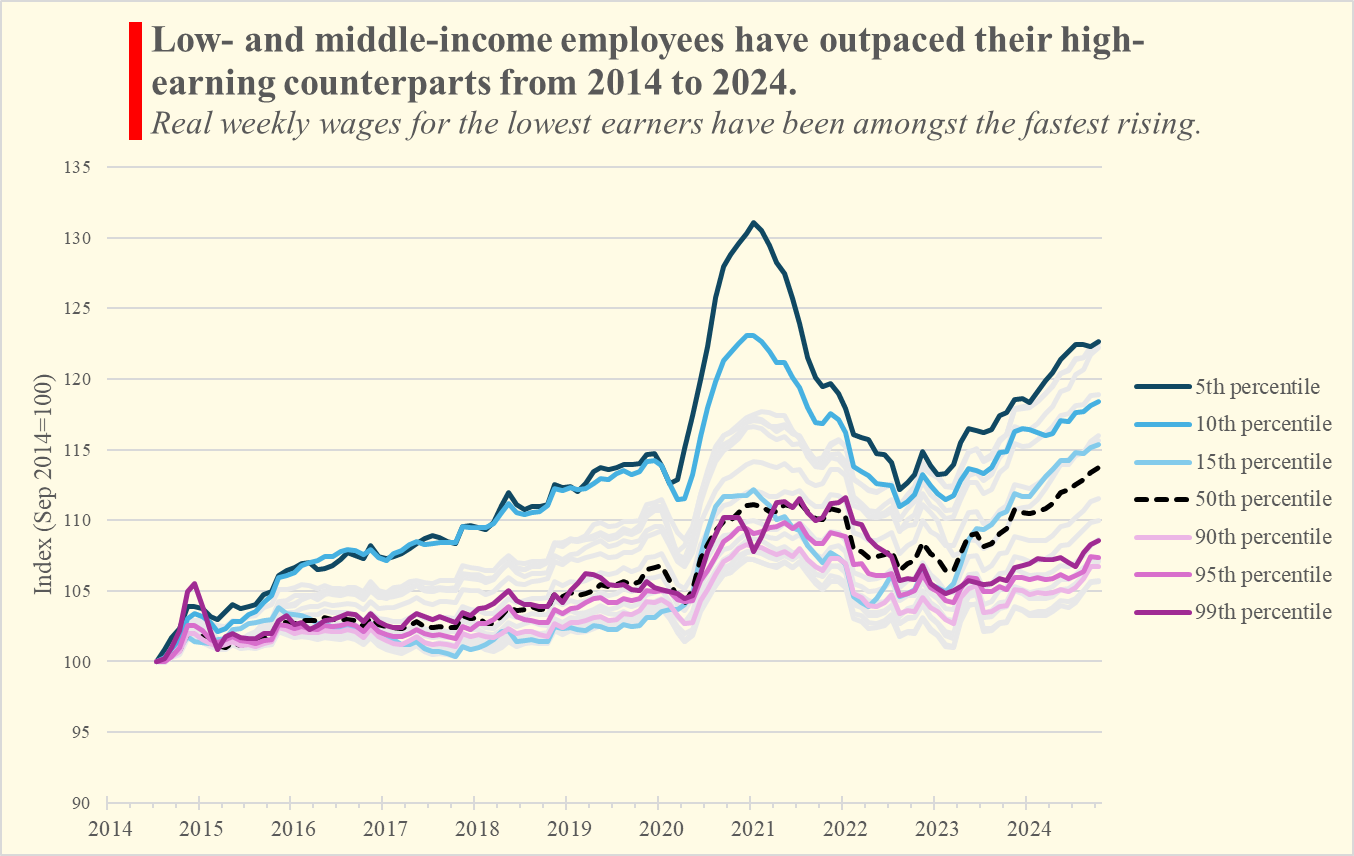 Low- and middle-income employees have outpaced their high-
earning counterparts from 2014 to 2024.
Real weekly wages for the lowest earners have been amongst the fastest rising.
Index (Sep 2014=100)
135
130
125
120
115
110
105
100
95
90
2014 2015 2016 2017 2018 2019 2020 2021 2022 2023 2024
5th percentile
10th percentile
15th percentile
50th percentile
90th percentile
95th percentile
99th percentile